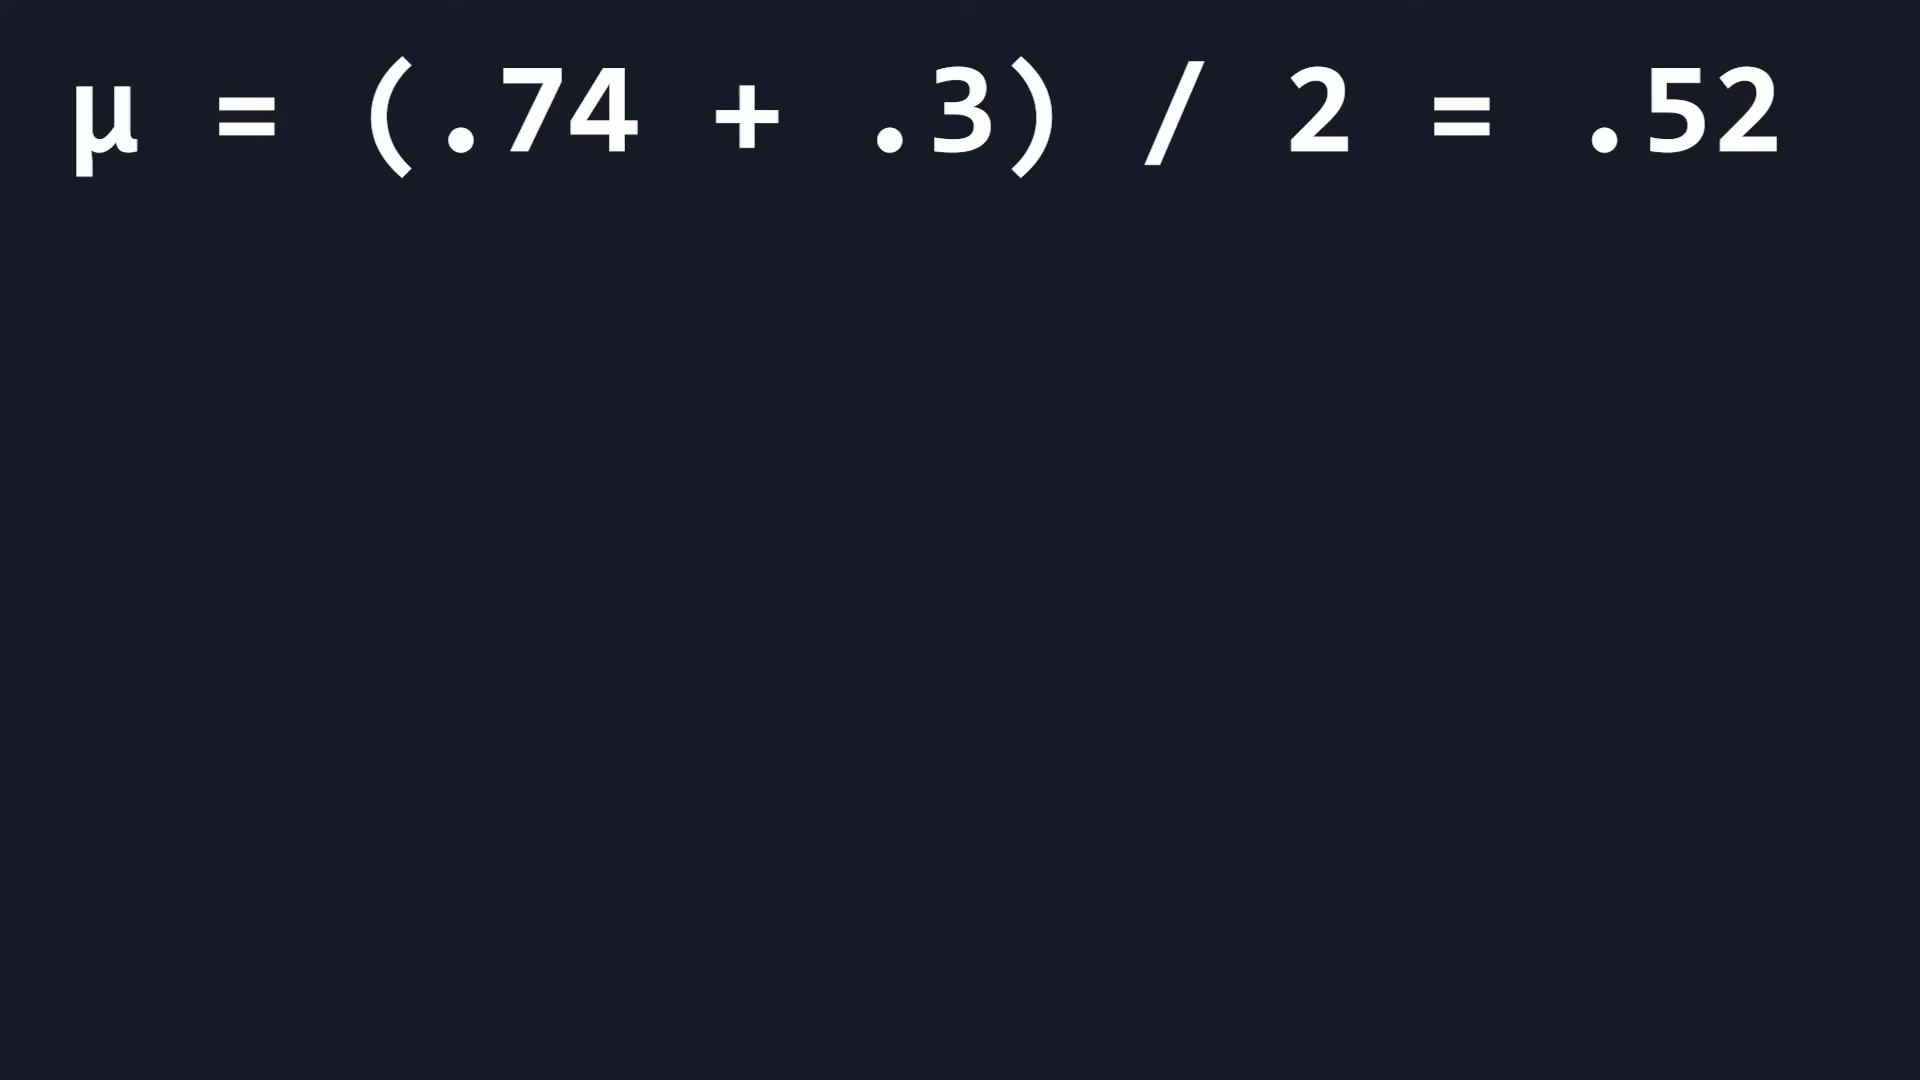 μ = (.74 + .3) / 2 = .52